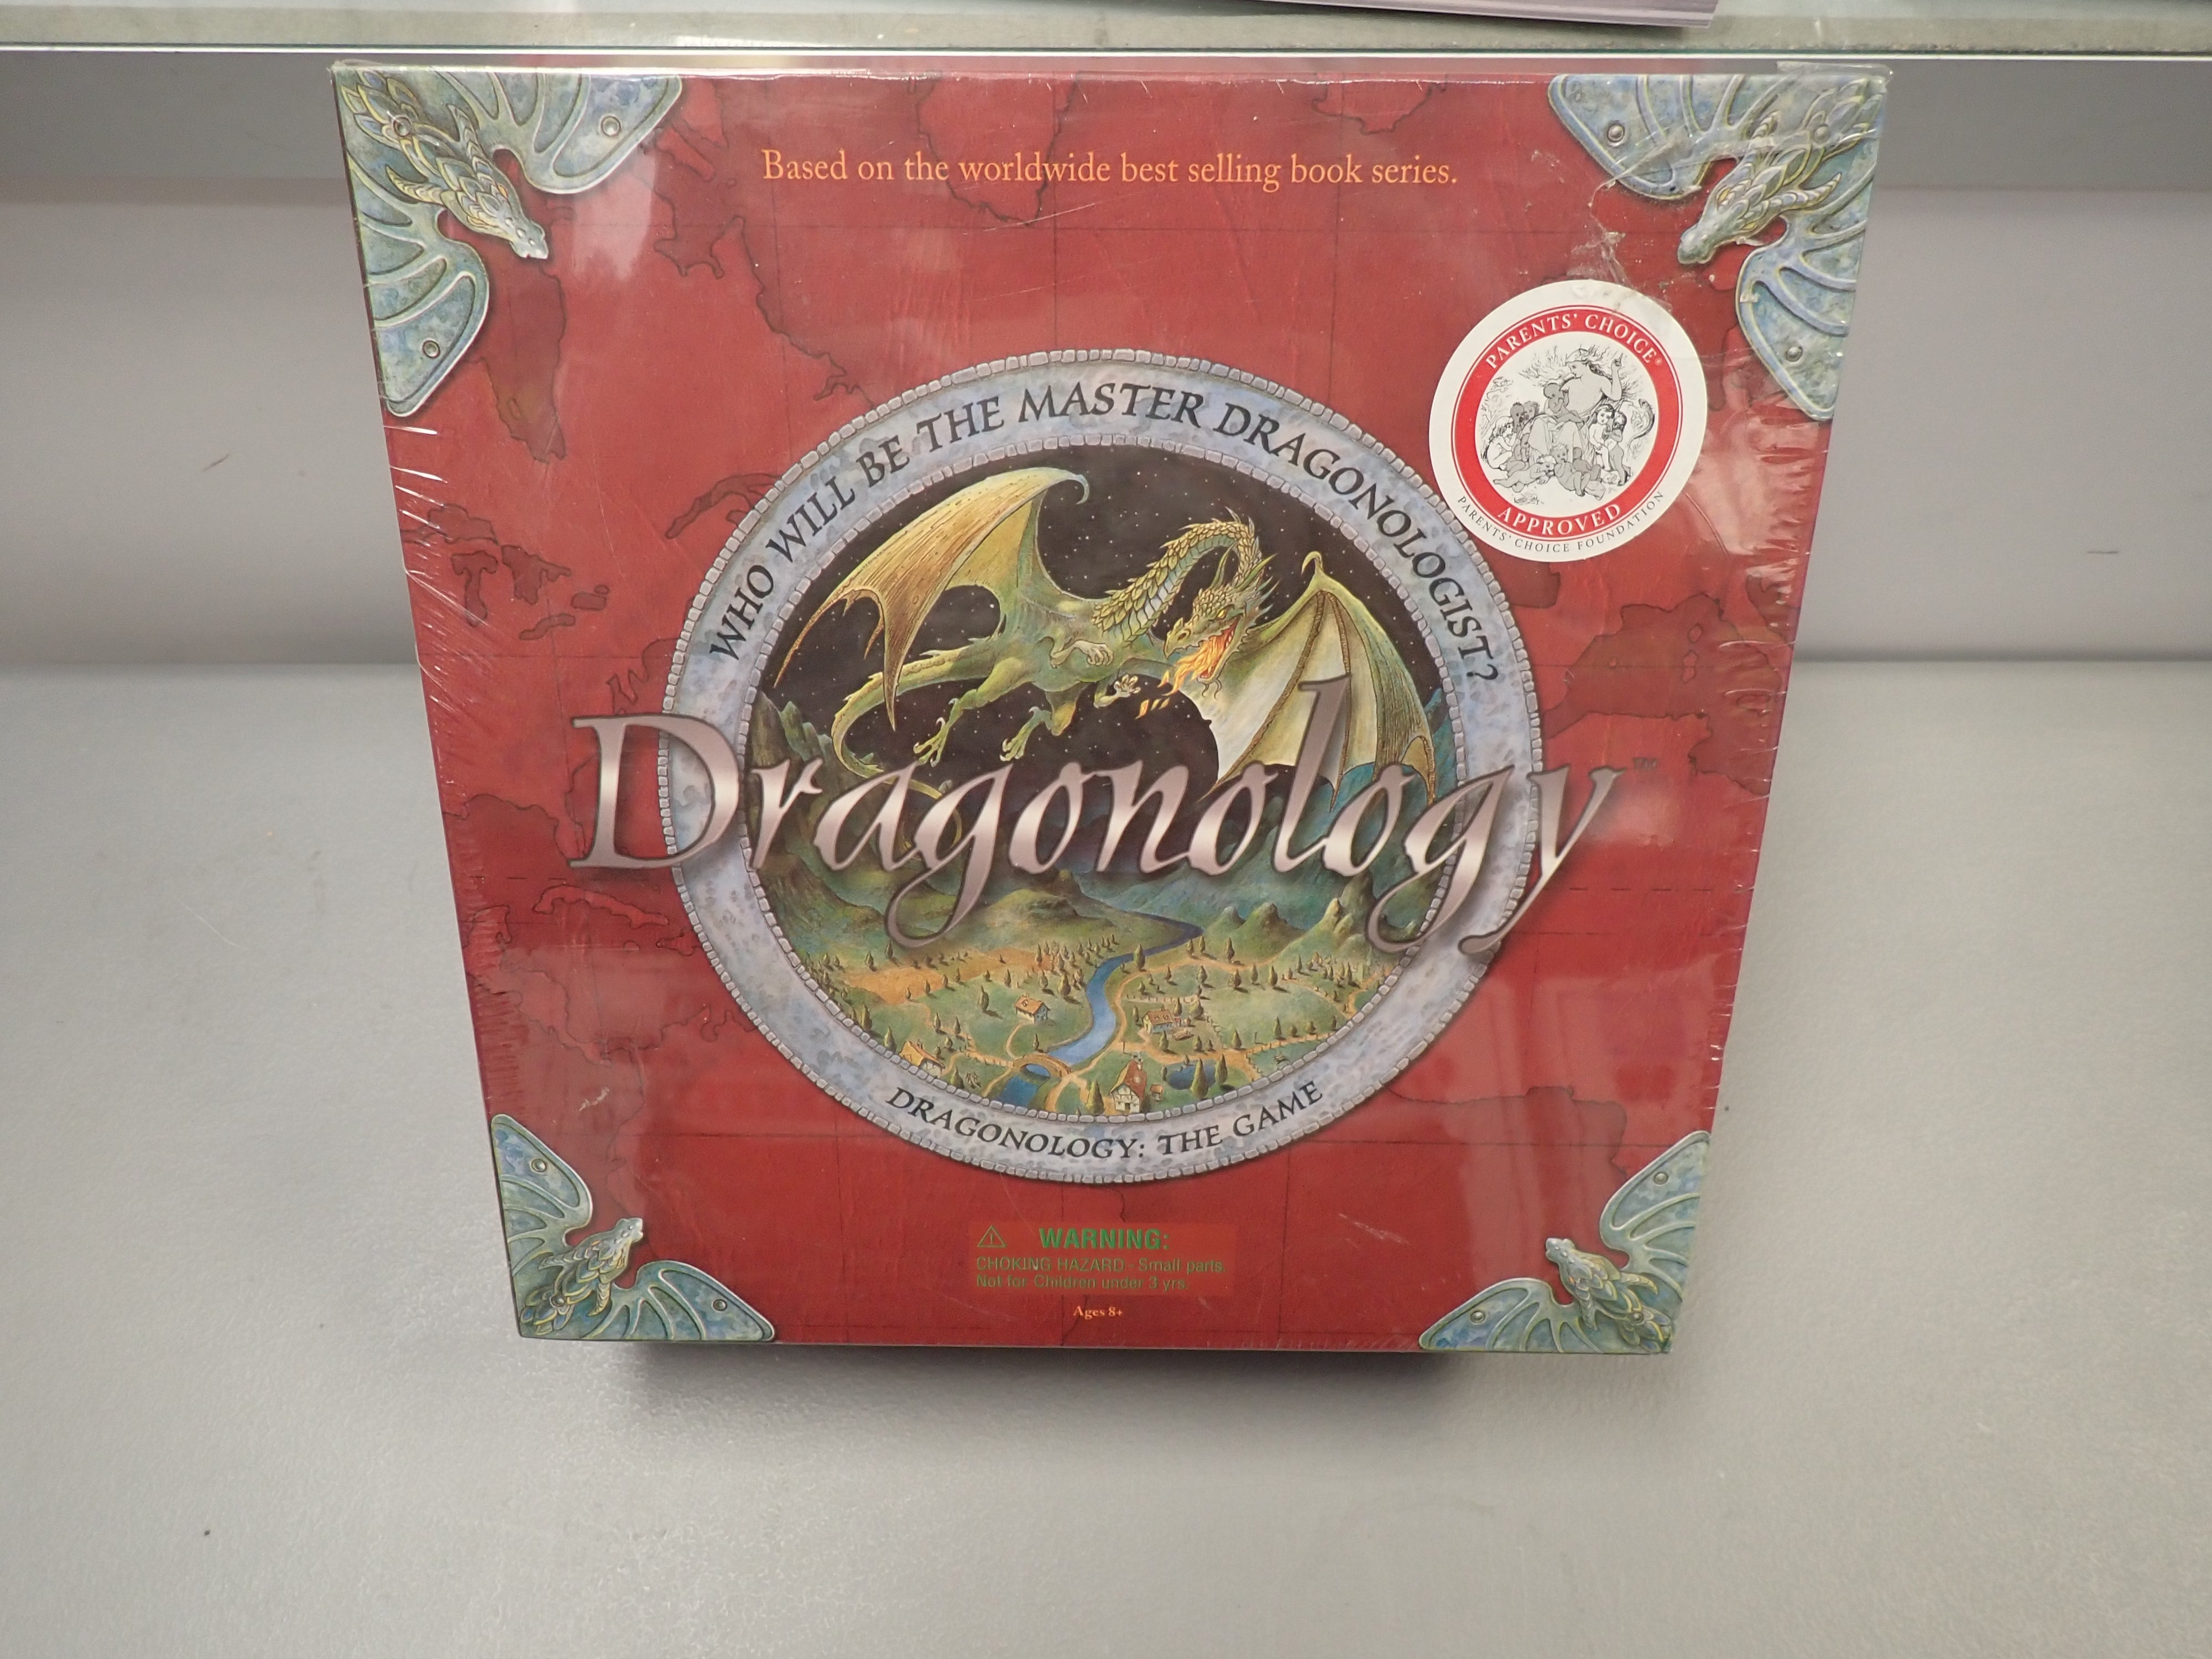 Based on the worldwide best selling book series.
PARENTS' CHOICE®
APPROVED
PARENTS' CHOICE FOUNDATION
WHO WILL BE THE MASTER DRAGONOLOGIST?
Dragonology™
DRAGONOLOGY: THE GAME
WARNING:
CHOKING HAZARD - Small parts.
Not for Children under 3 yrs.
Ages 8+